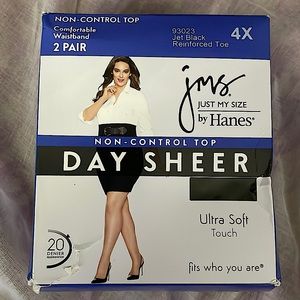 NON-CONTROL TOP
Comfortable
Waistband
2 PAIR
93023
Jet Black
Reinforced Toe
4X
jms.
JUST MY SIZE
by Hanes®
NON-CONTROL TOP
DAY SHEER
Ultra Soft
Touch
20
DENIER
fits who you are®